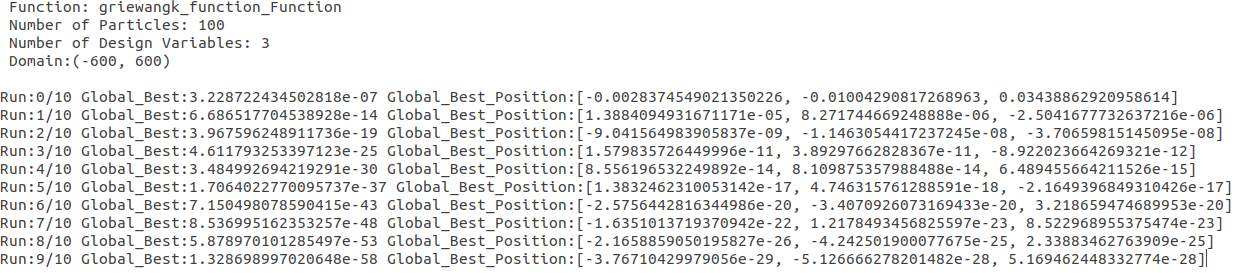 Function: griewangk_function_Function
Number of Particles: 100
Number of Design Variables: 3
Domain:(-600, 600)
Run:0/10 Global_Best:3.228722434502818e-07 Global_Best_Position:[-0.0028374549021350226, -0.01004290817268963, 0.03438862920958614]
Run:1/10 Global_Best:6.686517704538928e-14 Global_Best_Position:[1.3884094931671171e-05, 8.271744669248888e-06, -2.5041677732637216e-06]
Run:2/10 Global_Best:3.967596248911736e-19 Global_Best_Position:[-9.041564983905837e-09, -1.1463054417237245e-08, -3.70659815145095e-08]
Run:3/10 Global_Best:4.611793253397123e-25 Global_Best_Position:[1.579835726449996e-11, 3.89297662828367e-11, -8.922023664269321e-12]
Run:4/10 Global_Best:3.484992694219291e-30 Global_Best_Position:[8.556196532249892e-14, 8.109875357988488e-14, 6.489455664211526e-15]
Run:5/10 Global_Best:1.7064022770095737e-37 Global_Best_Position:[1.3832462310053142e-17, 4.746315761288591e-18, -2.1649396849310426e-17]
Run:6/10 Global_Best:7.150498078590415e-43 Global_Best_Position:[-2.5756442816344986e-20, -3.4070926073169433e-20, 3.218659474689953e-20]
Run:7/10 Global_Best:8.536995162353257e-48 Global_Best_Position:[-1.6351013719370942e-22, 1.2178493456825597e-23, 8.522968955375474e-23]
Run:8/10 Global_Best:5.878970101285497e-53 Global_Best_Position:[-2.1658859050195827e-26, -4.242501900077675e-25, 2.33883462763909e-25]
Run:9/10 Global_Best:1.328698997020648e-58 Global_Best_Position:[-3.76710429979056e-29, -5.126666278201482e-28, 5.169462448332774e-28]